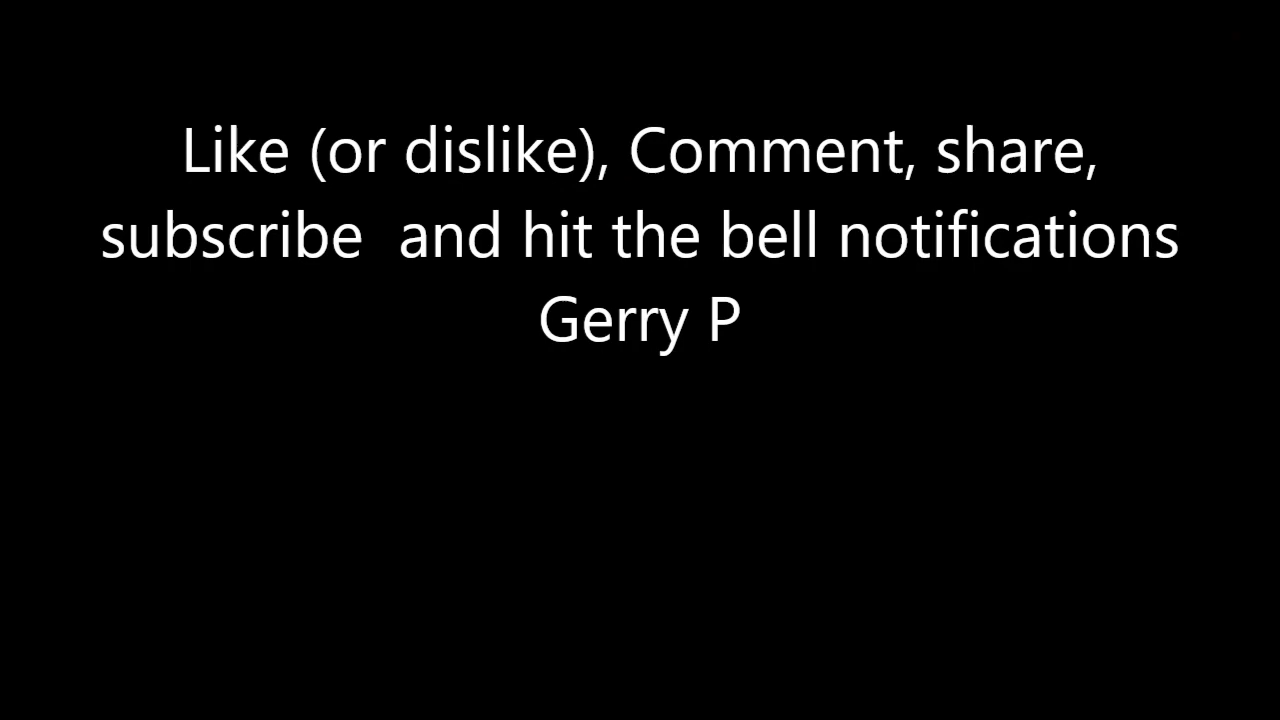 Like (or dislike), Comment, share,
subscribe  and hit the bell notifications
Gerry P